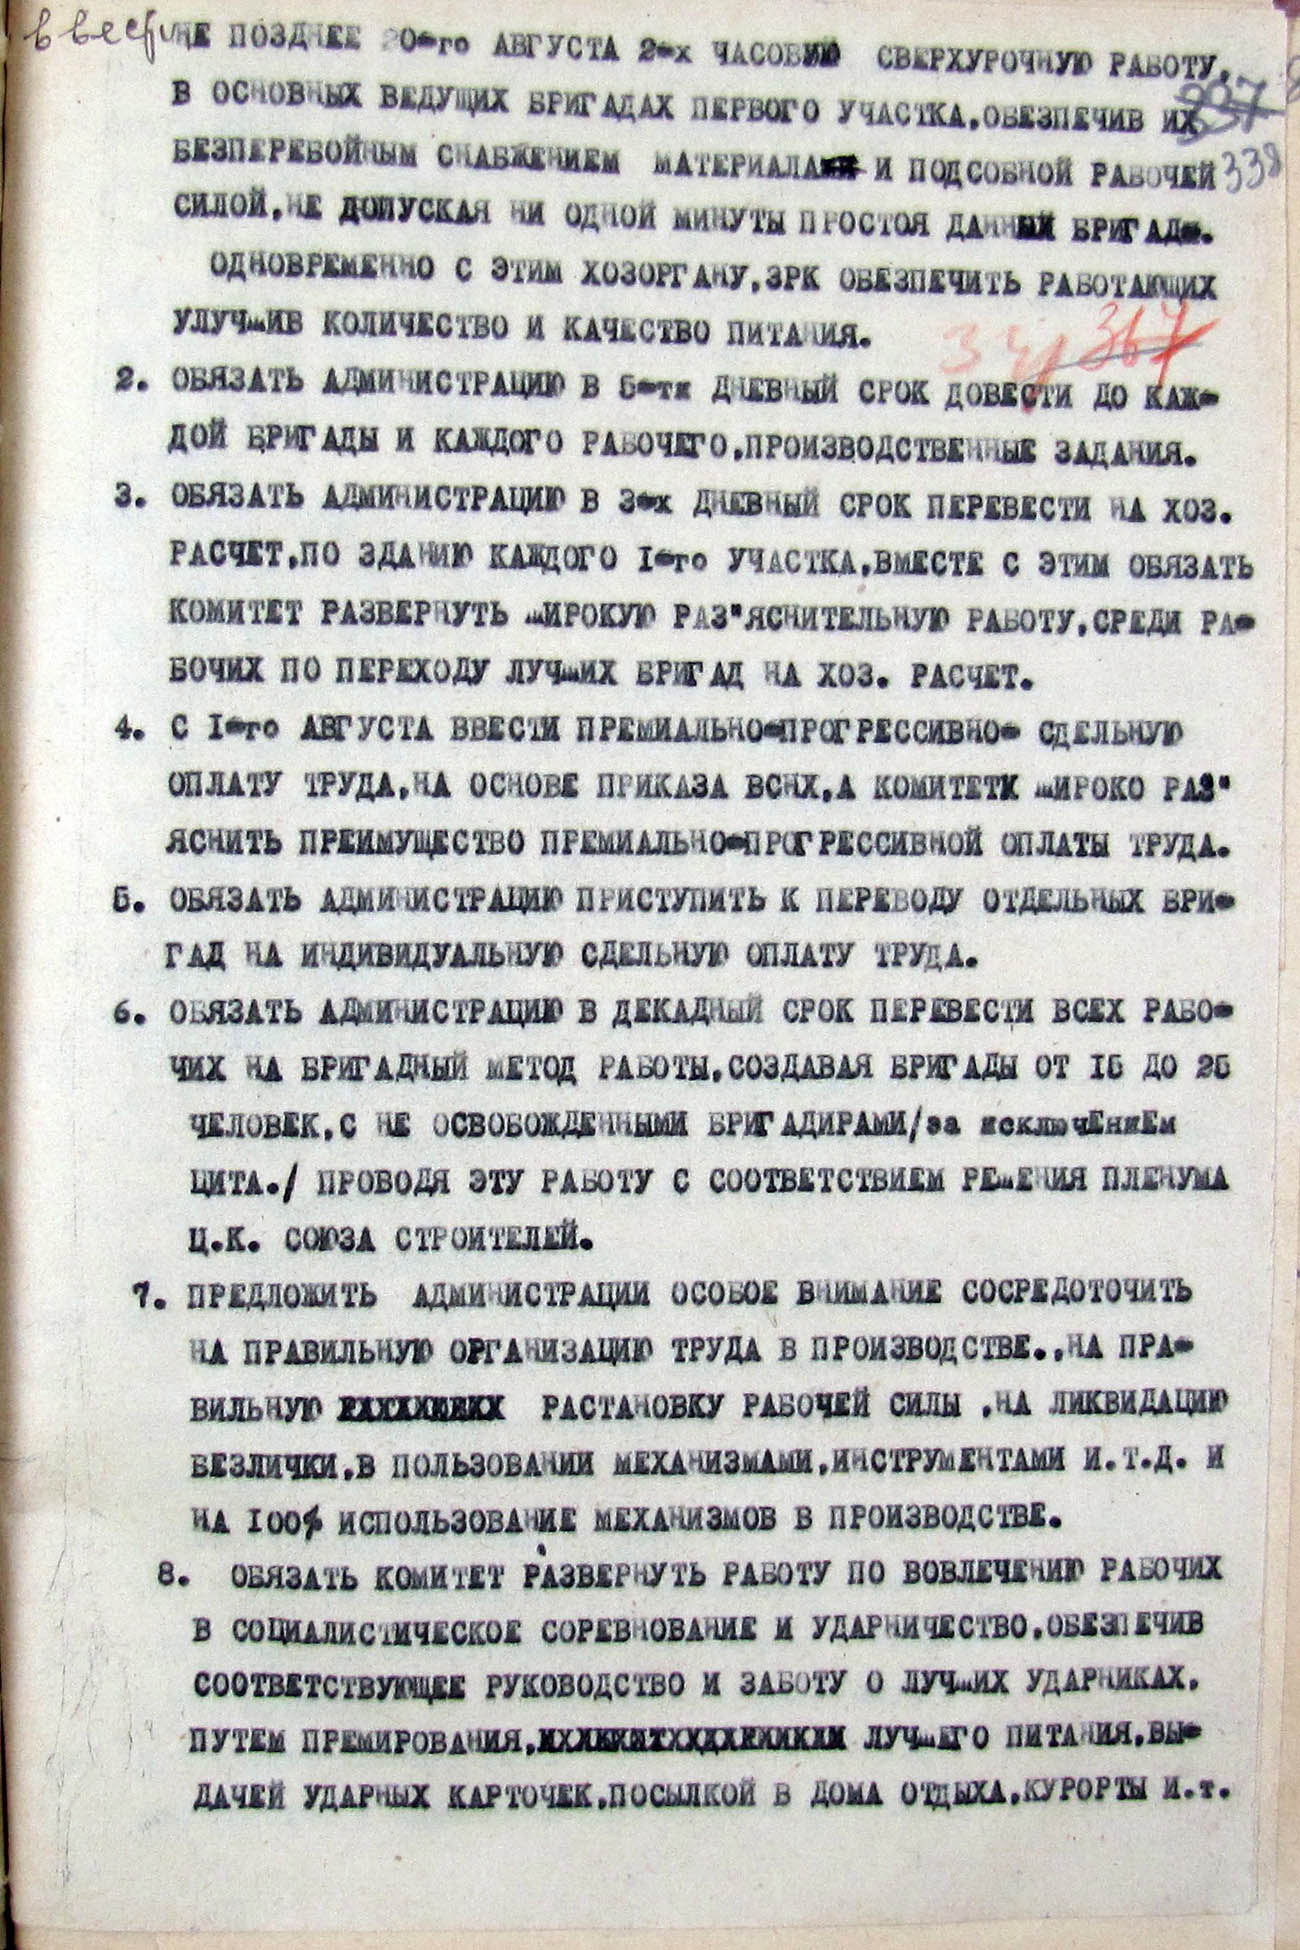 ввести НЕ ПОЗДНЕЕ 20-го АВГУСТА 2-х ЧАСОВУЮ СВЕРХУРОЧНУЮ РАБОТУ,
337
В ОСНОВНЫХ ВЕДУЩИХ БРИГАДАХ ПЕРВОГО УЧАСТКА,ОБЕЗПЕЧИВ ИХ
БЕЗПЕРЕБОЙНЫМ СНАБЖЕНИЕМ МАТЕРИАЛАМИ И ПОДСОБНОЙ РАБОЧЕЙ 338
СИЛОЙ,НЕ ДОПУСКАЯ НИ ОДНОЙ МИНУТЫ ПРОСТОЯ ДАННЫЙ БРИГАД.
ОДНОВРЕМЕННО С ЭТИМ ХОЗОРГАНУ,ЗРК ОБЕЗПЕЧИТЬ РАБОТАЮЩИХ
УЛУЧШИВ КОЛИЧЕСТВО И КАЧЕСТВО ПИТАНИЯ.
367
2. ОБЯЗАТЬ АДМИНИСТРАЦИЮ В 5-ти ДНЕВНЫЙ СРОК ДОВЕСТИ ДО КАЖ-
ДОЙ БРИГАДЫ И КАЖДОГО РАБОЧЕГО,ПРОИЗВОДСТВЕННЫЕ ЗАДАНИЯ.
3. ОБЯЗАТЬ АДМИНИСТРАЦИЮ В 3-х ДНЕВНЫЙ СРОК ПЕРЕВЕСТИ НА ХОЗ.
РАСЧЕТ,ПО ЗДАНИЮ КАЖДОГО I-го УЧАСТКА,ВМЕСТЕ С ЭТИМ ОБЯЗАТЬ
КОМИТЕТ РАЗВЕРНУТЬ ШИРОКУЮ РАЗ"ЯСНИТЕЛЬНУЮ РАБОТУ,СРЕДИ РА-
БОЧИХ ПО ПЕРЕХОДУ ЛУЧШИХ БРИГАД НА ХОЗ. РАСЧЕТ.
4. С I-го АВГУСТА ВВЕСТИ ПРЕМИАЛЬНО-ПРОГРЕССИВНО- СДЕЛЬНУЮ
ОПЛАТУ ТРУДА,НА ОСНОВЕ ПРИКАЗА ВСНХ,А КОМИТЕТК ШИРОКО РАЗ"
ЯСНИТЬ ПРЕИМУЩЕСТВО ПРЕМИАЛЬНО-ПРОГРЕССИВНОЙ ОПЛАТЫ ТРУДА.
5. ОБЯЗАТЬ АДМИНИСТРАЦИЮ ПРИСТУПИТЬ К ПЕРЕВОДУ ОТДЕЛЬНЫХ БРИ-
ГАД НА ИНДИВИДУАЛЬНУЮ СДЕЛЬНУЮ ОПЛАТУ ТРУДА.
6. ОБЯЗАТЬ АДМИНИСТРАЦИЮ В ДЕКАДНЫЙ СРОК ПЕРЕВЕСТИ ВСЕХ РАБО-
ЧИХ НА БРИГАДНЫЙ МЕТОД РАБОТЫ,СОЗДАВАЯ БРИГАДЫ ОТ I5 ДО 25
ЧЕЛОВЕК,С НЕ ОСВОБОЖДЕННЫМИ БРИГАДИРАМИ/за исключЕниЕм
ЦИТА./ ПРОВОДЯ ЭТУ РАБОТУ С СООТВЕТСТВИЕМ РЕШЕНИЯ ПЛЕНУМА
Ц.К. СОЮЗА СТРОИТЕЛЕЙ.
7. ПРЕДЛОЖИТЬ АДМИНИСТРАЦИИ ОСОБОЕ ВНИМАНИЕ СОСРЕДОТОЧИТЬ
НА ПРАВИЛЬНУЮ ОРГАНИЗАЦИЮ ТРУДА В ПРОИЗВОДСТВЕ.,НА ПРА-
ВИЛЬНУЮ РАСТАНОВКУ РАБОЧЕЙ СИЛЫ ,НА ЛИКВИДАЦИЮ
БЕЗЛИЧКИ,В ПОЛЬЗОВАНИИ МЕХАНИЗМАМИ,ИНСТРУМЕНТАМИ И.Т.Д. И
НА I00% ИСПОЛЬЗОВАНИЕ МЕХАНИЗМОВ В ПРОИЗВОДСТВЕ.
8. ОБЯЗАТЬ КОМИТЕТ РАЗВЕРНУТЬ РАБОТУ ПО ВОВЛЕЧЕНИЮ РАБОЧИХ
В СОЦИАЛИСТИЧЕСКОЕ СОРЕВНОВАНИЕ И УДАРНИЧЕСТВО,ОБЕЗПЕЧИВ
СООТВЕТСТВУЮЩЕЕ РУКОВОДСТВО И ЗАБОТУ О ЛУЧШИХ УДАРНИКАХ,
ПУТЕМ ПРЕМИРОВАНИЯ, ЛУЧШЕГО ПИТАНИЯ,ВЫ-
ДАЧЕЙ УДАРНЫХ КАРТОЧЕК,ПОСЫЛКОЙ В ДОМА ОТДЫХА,КУРОРТЫ И.Т.